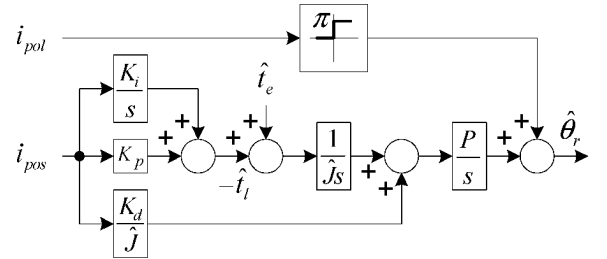 i_pol
π
K_i
s
t̂_e
θ̂_r
+
+
+
+
i_pos
K_p
+
+
1
Ĵs
+
+
P
s
+
−t̂_l
K_d
Ĵ